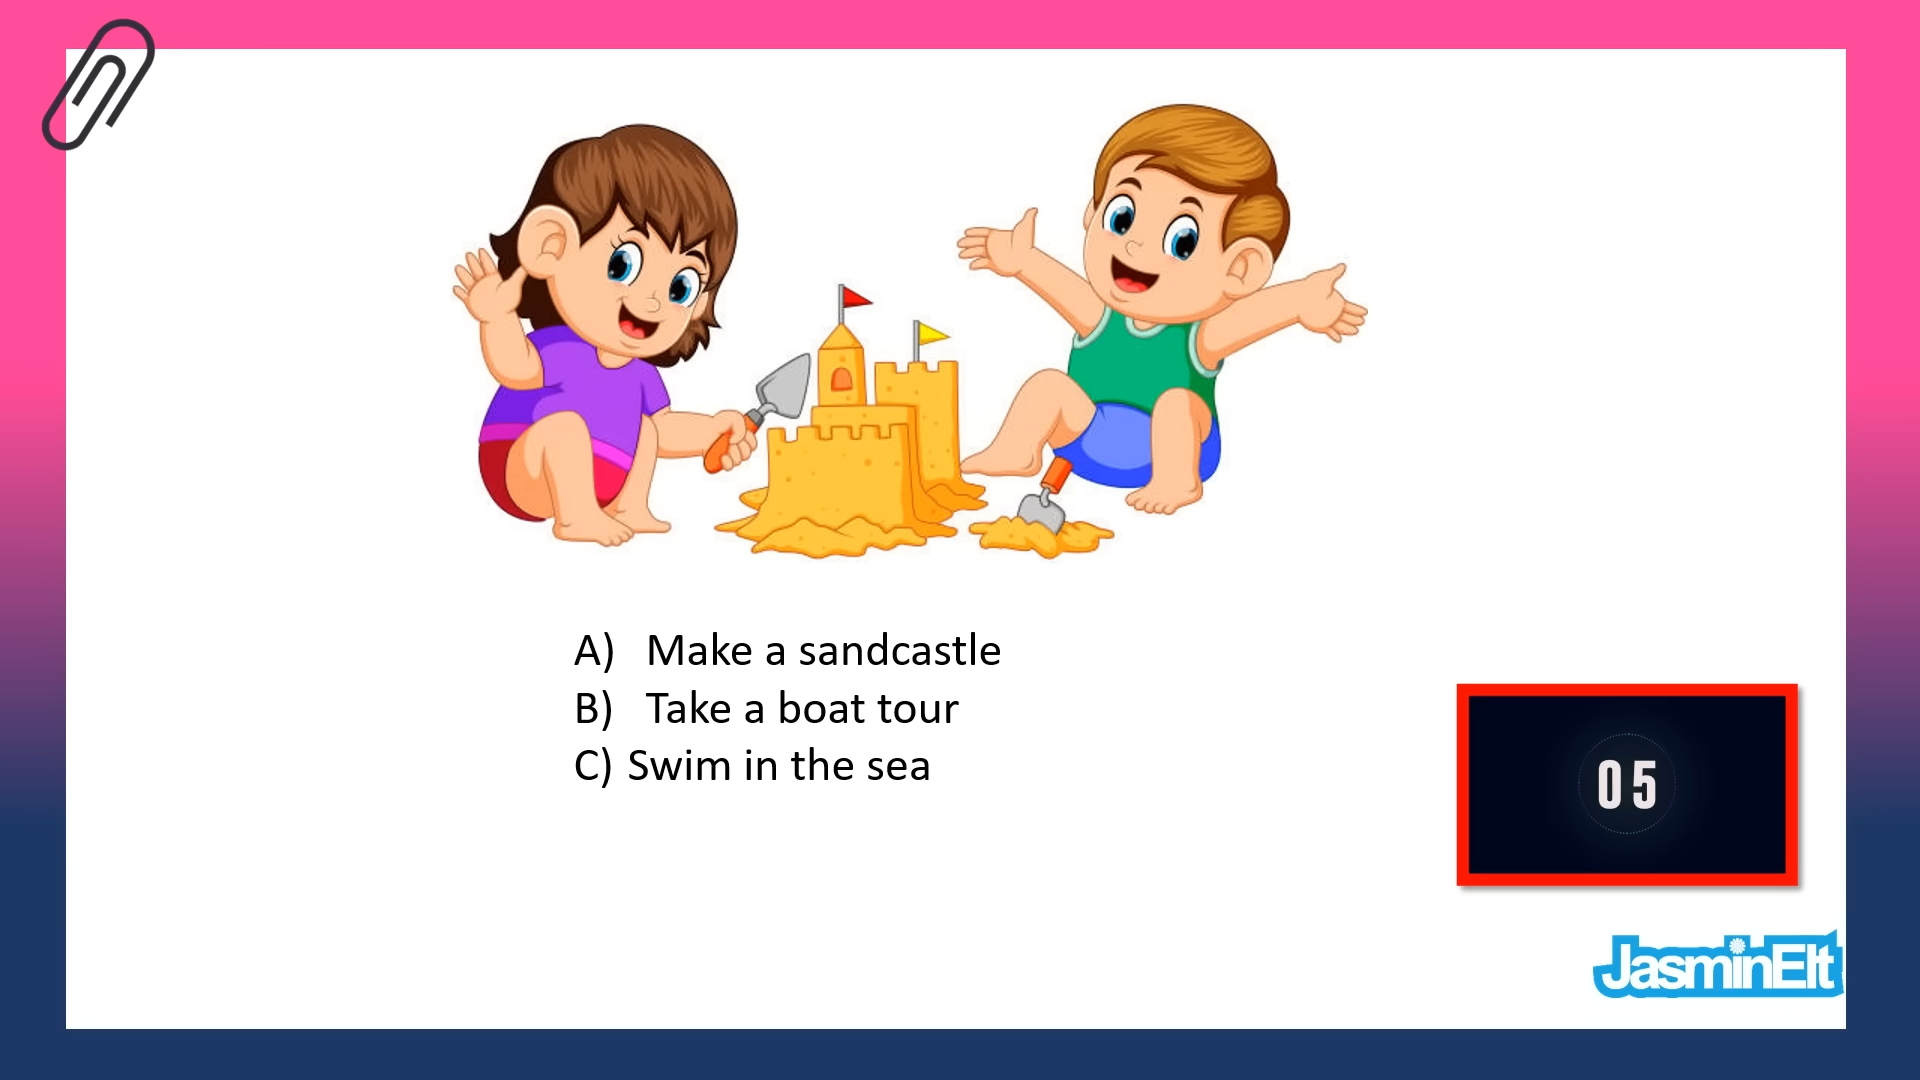 A) Make a sandcastle
B) Take a boat tour
C) Swim in the sea
05
JasminElt